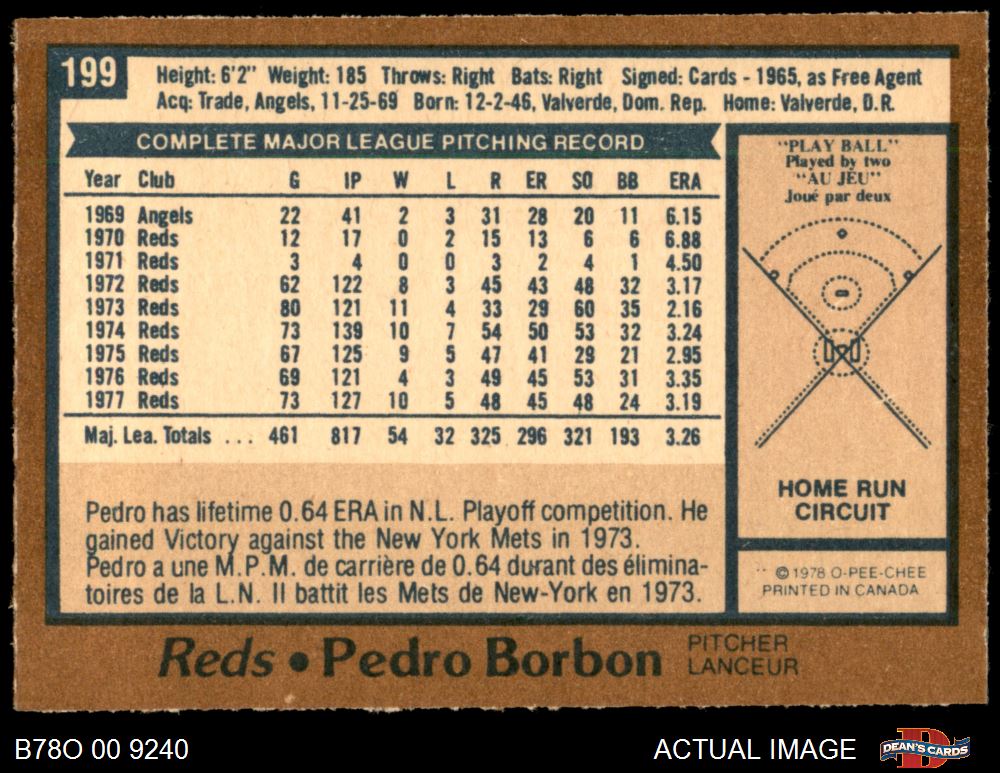 199
Height: 6'2" Weight: 185 Throws: Right Bats: Right Signed: Cards - 1965, as Free Agent
Acq: Trade, Angels, 11-25-69 Born: 12-2-46, Valverde, Dom. Rep. Home: Valverde, D.R.
COMPLETE MAJOR LEAGUE PITCHING RECORD
Year Club G IP W L R ER SO BB ERA
1969 Angels 22 41 2 3 31 28 20 11 6.15
1970 Reds 12 17 0 2 15 13 6 6 6.88
1971 Reds 3 4 0 0 3 2 4 1 4.50
1972 Reds 62 122 8 3 45 43 48 32 3.17
1973 Reds 80 121 11 4 33 29 60 35 2.16
1974 Reds 73 139 10 7 54 50 53 32 3.24
1975 Reds 67 125 9 5 47 41 29 21 2.95
1976 Reds 69 121 4 3 49 45 53 31 3.35
1977 Reds 73 127 10 5 48 45 48 24 3.19
Maj. Lea. Totals ... 461 817 54 32 325 296 321 193 3.26
Pedro has lifetime 0.64 ERA in N.L. Playoff competition. He
gained Victory against the New York Mets in 1973.
Pedro a une M.P.M. de carrière de 0.64 durant des élimina-
toires de la L.N. Il battit les Mets de New-York en 1973.
"PLAY BALL"
Played by two
"AU JEU"
Joué par deux
HOME RUN
CIRCUIT
© 1978 O-PEE-CHEE
PRINTED IN CANADA
Reds • Pedro Borbon
PITCHER
LANCEUR
B78O 00 9240
ACTUAL IMAGE
DEAN'S CARDS